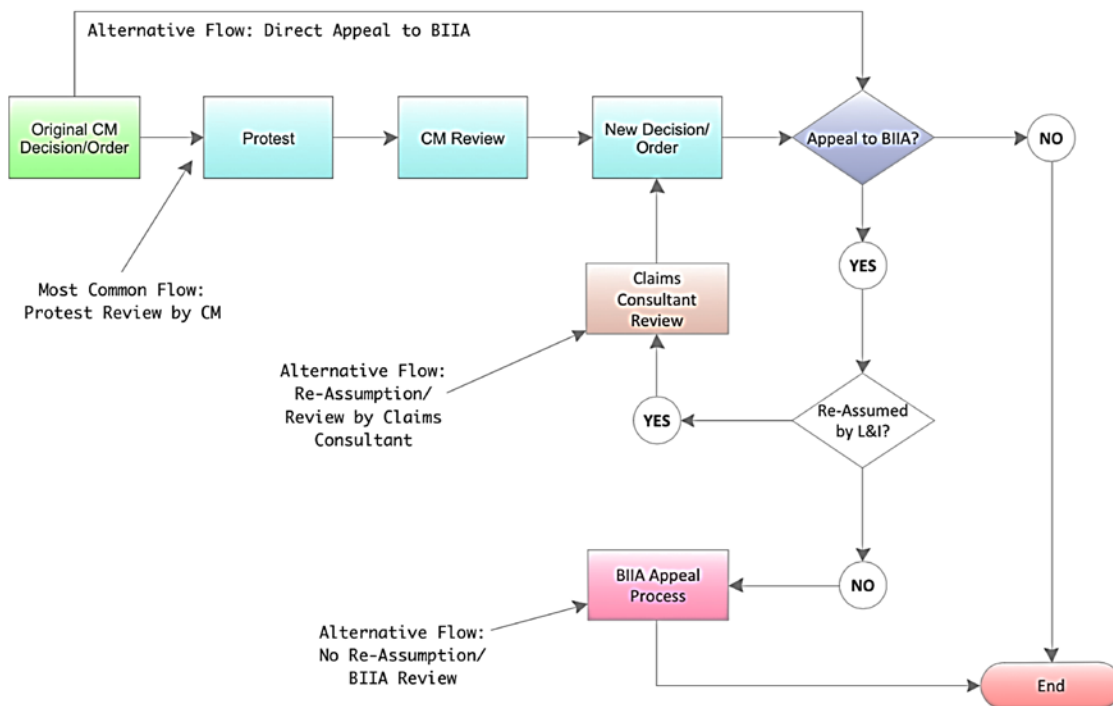 Alternative Flow: Direct Appeal to BIIA
Original CM
Decision/Order
Protest
CM Review
New Decision/
Order
Appeal to BIIA?
NO
Most Common Flow:
Protest Review by CM
YES
Claims
Consultant
Review
Alternative Flow:
Re-Assumption/
Review by Claims
Consultant
YES
Re-Assumed
by L&I?
BIIA Appeal
Process
NO
Alternative Flow:
No Re-Assumption/
BIIA Review
End